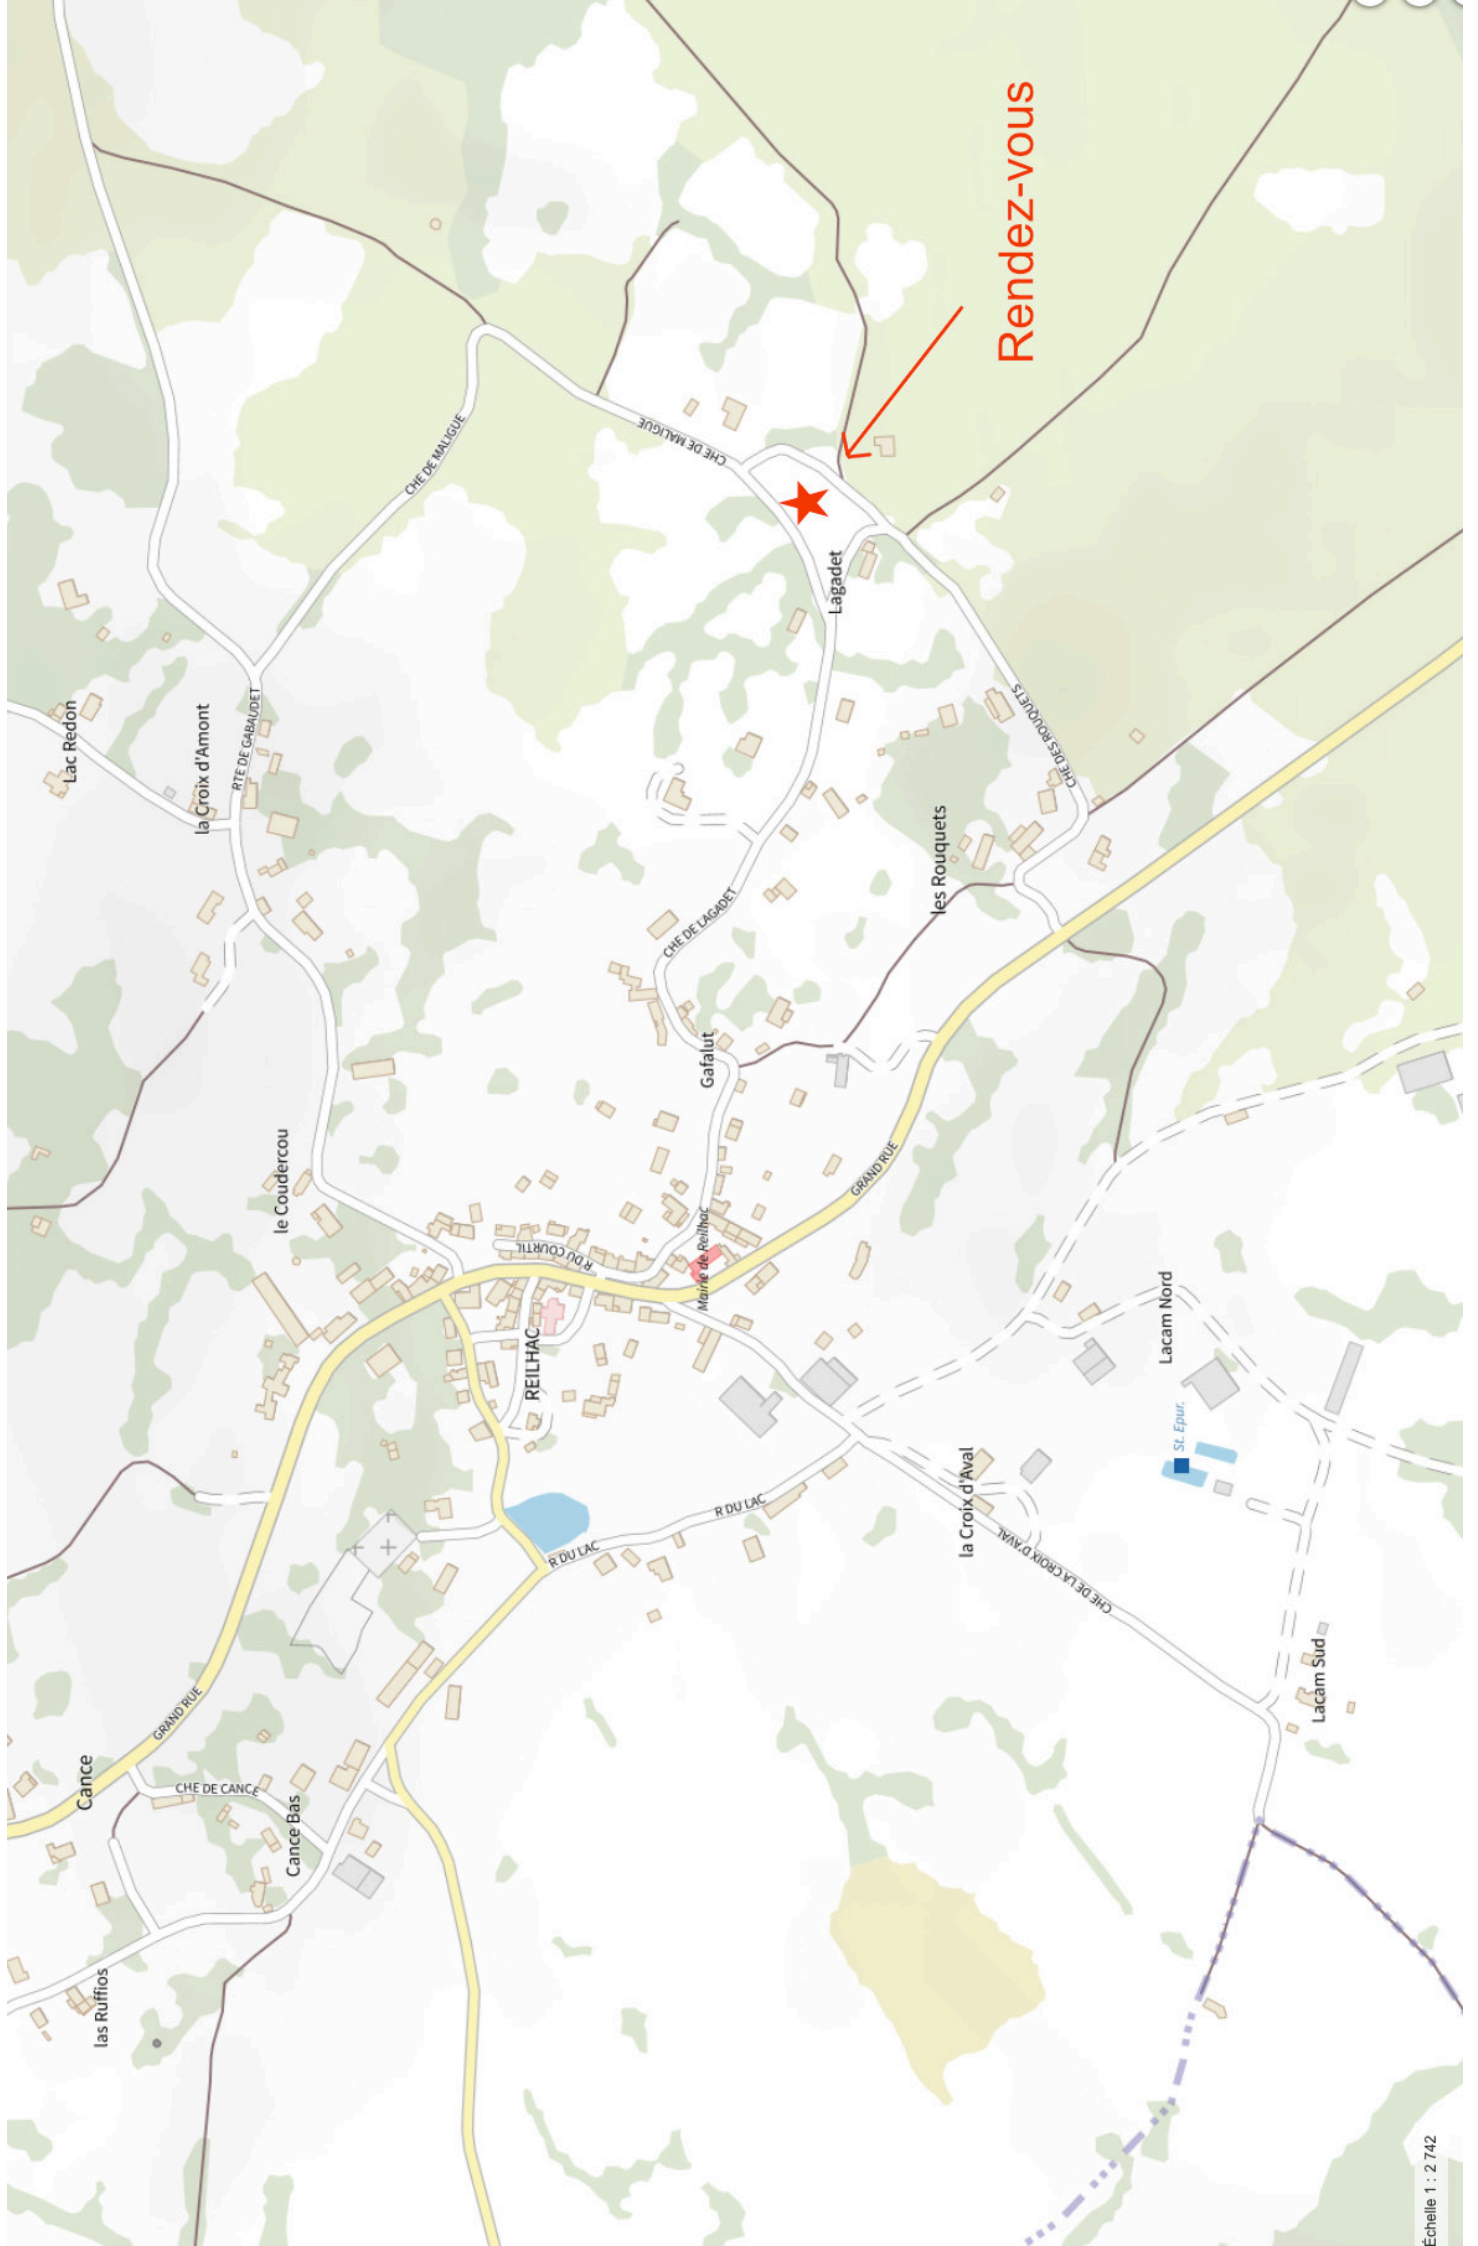 Lac Redon
la Croix d'Amont
RTE DE GABAUDET
CHE DE MALIGUE
CHE DE MALIGUE
Rendez-vous
Lagadet
CHE DES ROUQUETS
les Rouquets
CHE DE LAGADET
Gafalut
le Coudercou
R DU COURTIL
Mairie de Reilhac
GRAND RUE
REILHAC
Lacam Nord
St. Epur.
la Croix d'Aval
R DU LAC
R DU LAC
CHE DE LA CROIX D'AVAL
Lacam Sud
GRAND RUE
Cance
CHE DE CANCE
Cance Bas
las Ruffios
Échelle 1 : 2 742